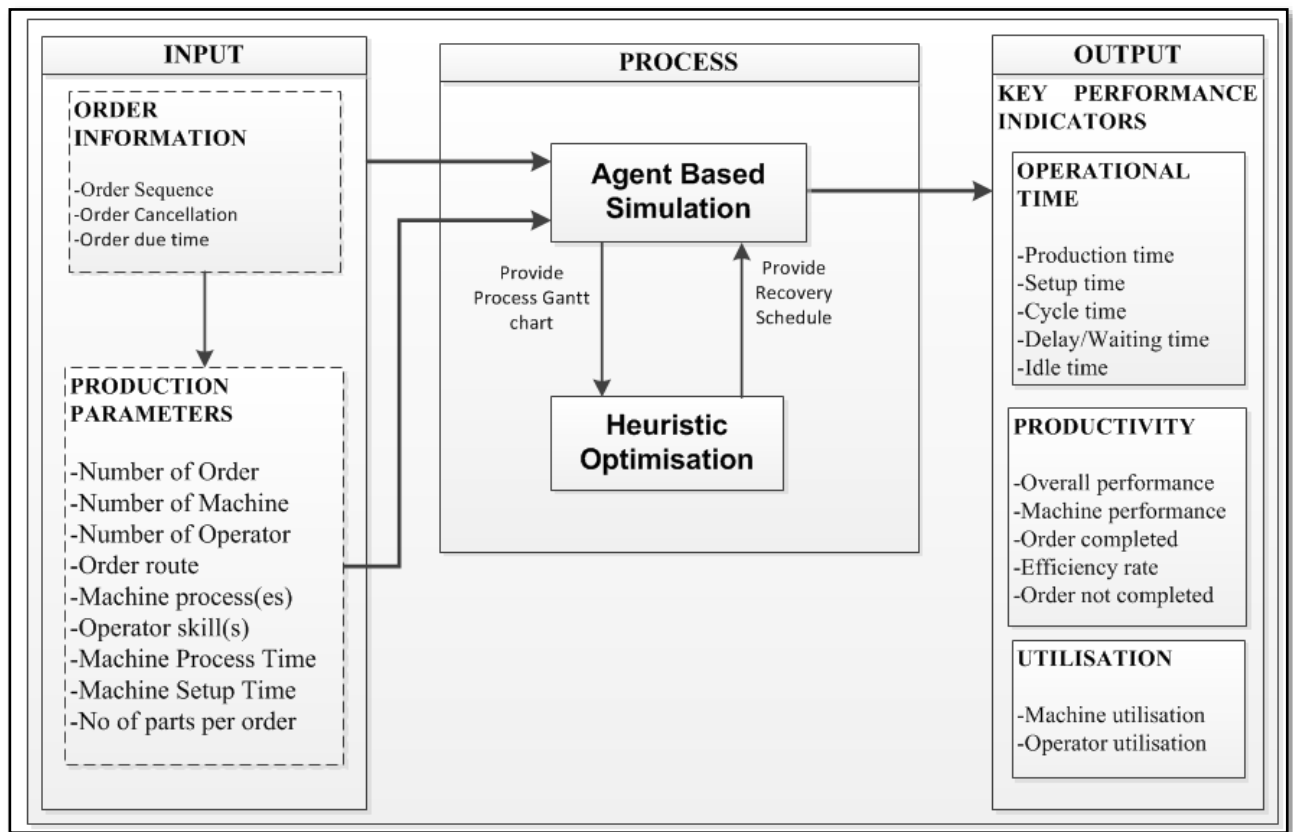 INPUT
ORDER
INFORMATION
-Order Sequence
-Order Cancellation
-Order due time
PRODUCTION
PARAMETERS
-Number of Order
-Number of Machine
-Number of Operator
-Order route
-Machine process(es)
-Operator skill(s)
-Machine Process Time
-Machine Setup Time
-No of parts per order
PROCESS
Agent Based
Simulation
Provide
Process Gantt
chart
Provide
Recovery
Schedule
Heuristic
Optimisation
OUTPUT
KEY PERFORMANCE
INDICATORS
OPERATIONAL
TIME
-Production time
-Setup time
-Cycle time
-Delay/Waiting time
-Idle time
PRODUCTIVITY
-Overall performance
-Machine performance
-Order completed
-Efficiency rate
-Order not completed
UTILISATION
-Machine utilisation
-Operator utilisation